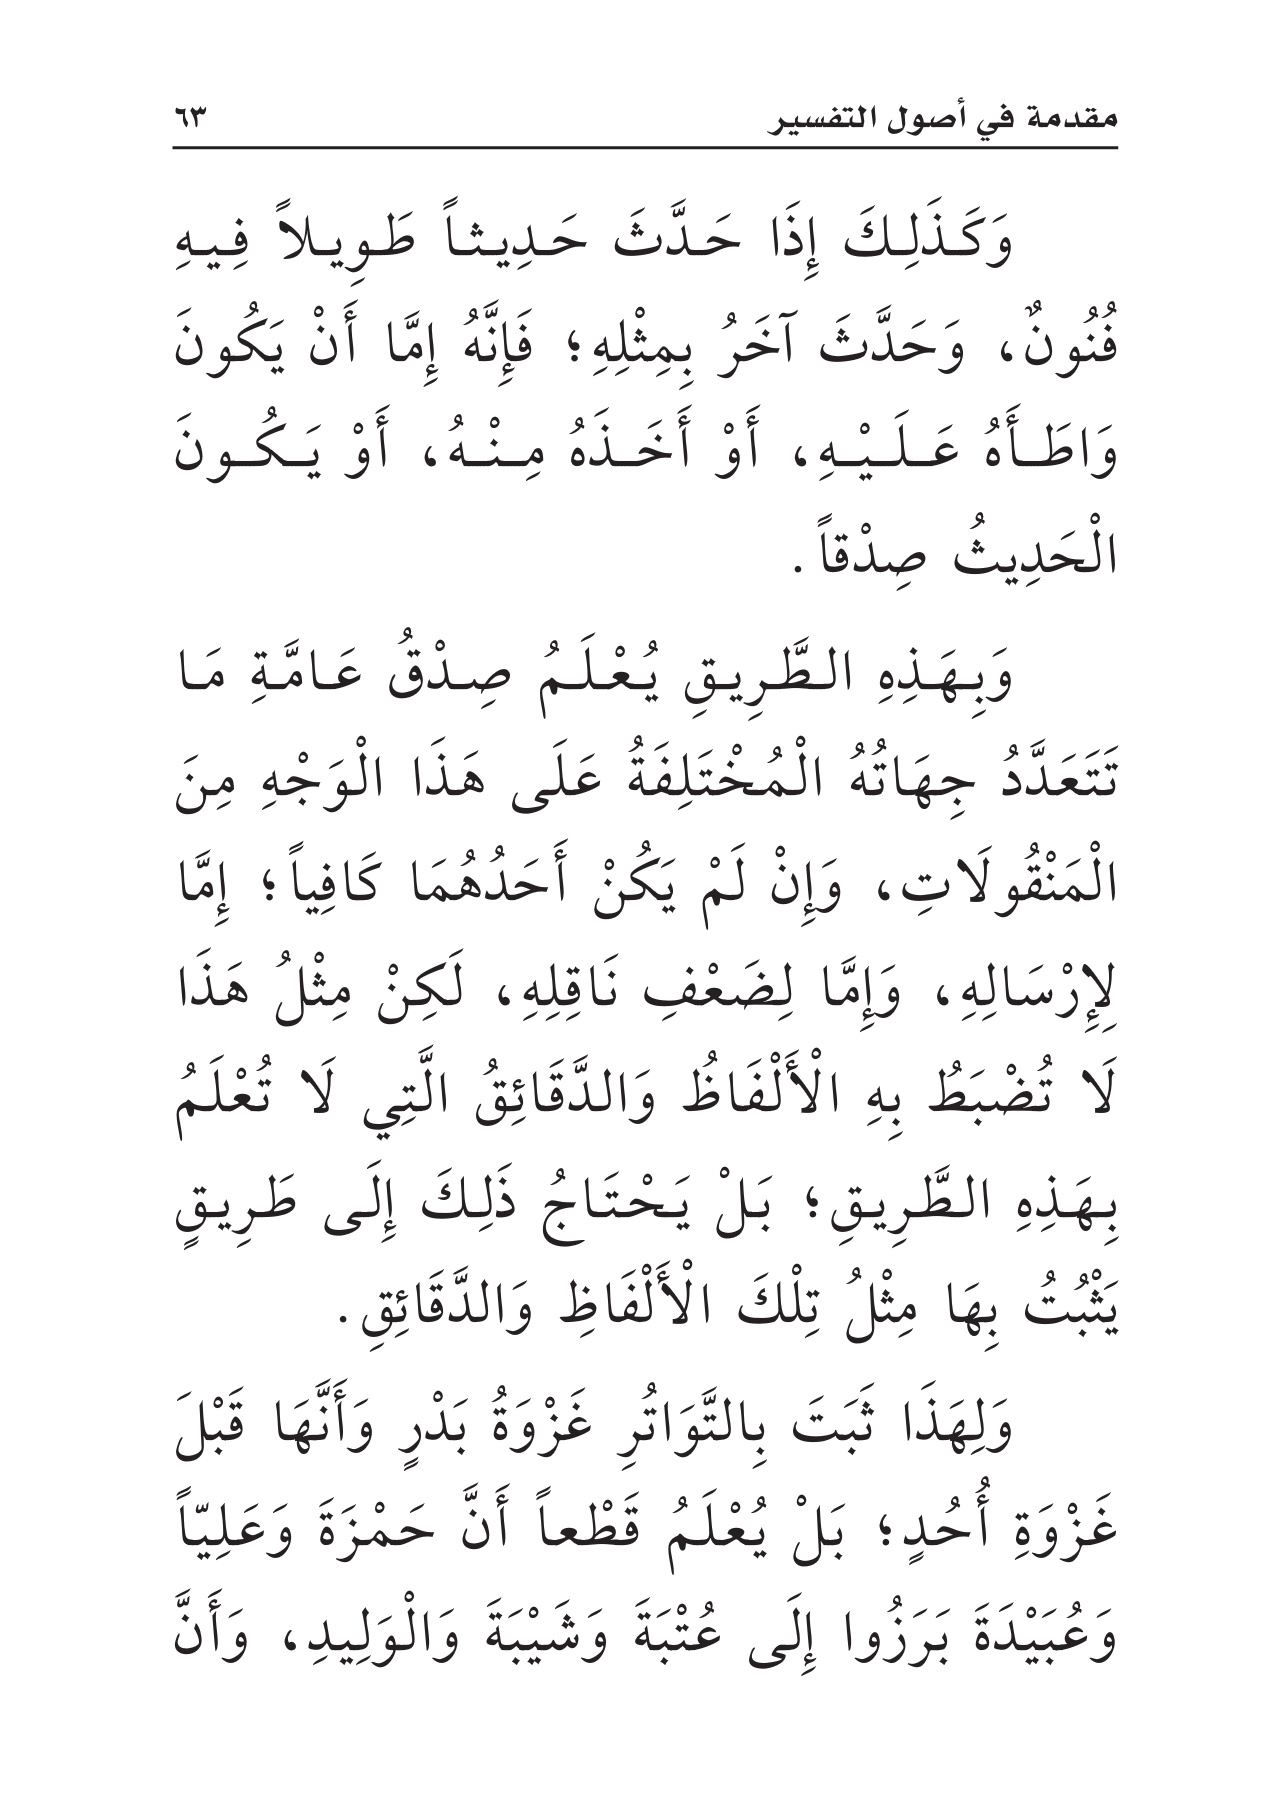 مقدمة في أصول التفسير ٦٣
وَكَذَلِكَ إِذَا حَدَّثَ حَدِيثاً طَوِيلاً فِيهِ
فُنُونٌ، وَحَدَّثَ آخَرُ بِمِثْلِهِ؛ فَإِنَّهُ إِمَّا أَنْ يَكُونَ
وَاطَأَهُ عَلَيْهِ، أَوْ أَخَذَهُ مِنْهُ، أَوْ يَكُونَ
الْحَدِيثُ صِدْقاً.
وَبِهَذِهِ الطَّرِيقِ يُعْلَمُ صِدْقُ عَامَّةِ مَا
تَتَعَدَّدُ جِهَاتُهُ الْمُخْتَلِفَةُ عَلَى هَذَا الْوَجْهِ مِنَ
الْمَنْقُولَاتِ، وَإِنْ لَمْ يَكُنْ أَحَدُهُمَا كَافِياً؛ إِمَّا
لِإِرْسَالِهِ، وَإِمَّا لِضَعْفِ نَاقِلِهِ، لَكِنْ مِثْلُ هَذَا
لَا تُضْبَطُ بِهِ الْأَلْفَاظُ وَالدَّقَائِقُ الَّتِي لَا تُعْلَمُ
بِهَذِهِ الطَّرِيقِ؛ بَلْ يَحْتَاجُ ذَلِكَ إِلَى طَرِيقٍ
يَثْبُتُ بِهَا مِثْلُ تِلْكَ الْأَلْفَاظِ وَالدَّقَائِقِ.
وَلِهَذَا ثَبَتَ بِالتَّوَاتُرِ غَزْوَةُ بَدْرٍ وَأَنَّهَا قَبْلَ
غَزْوَةِ أُحُدٍ؛ بَلْ يُعْلَمُ قَطْعاً أَنَّ حَمْزَةَ وَعَلِيّاً
وَعُبَيْدَةَ بَرَزُوا إِلَى عُتْبَةَ وَشَيْبَةَ وَالْوَلِيدِ، وَأَنَّ